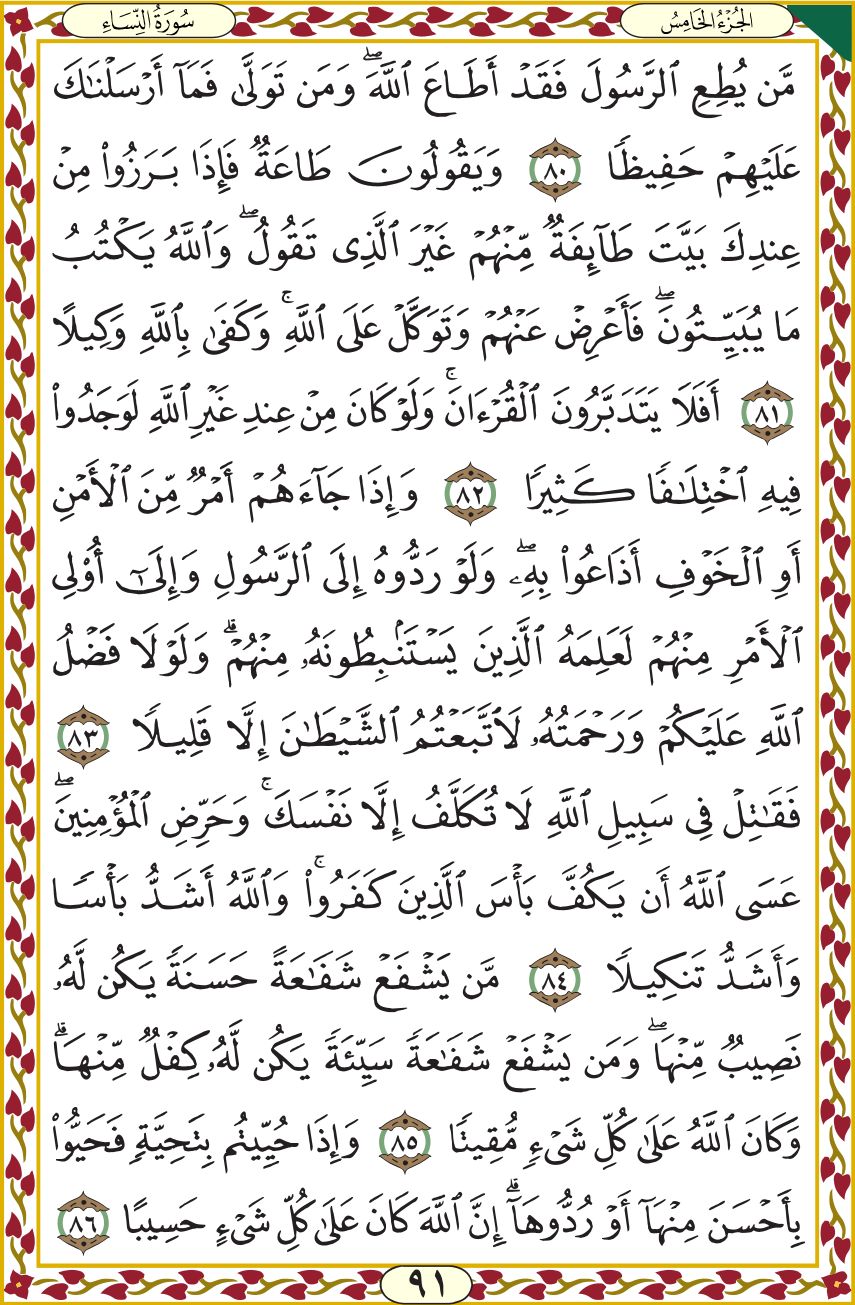 الجُزْءُ الخَامِسُ
سُورَةُ النِّسَاءِ
مَّن يُطِعِ ٱلرَّسُولَ فَقَدۡ أَطَاعَ ٱللَّهَۖ وَمَن تَوَلَّىٰ فَمَآ أَرۡسَلۡنَٰكَ
عَلَيۡهِمۡ حَفِيظٗا ٨٠ وَيَقُولُونَ طَاعَةٞ فَإِذَا بَرَزُواْ مِنۡ
عِندِكَ بَيَّتَ طَآئِفَةٞ مِّنۡهُمۡ غَيۡرَ ٱلَّذِي تَقُولُۖ وَٱللَّهُ يَكۡتُبُ
مَا يُبَيِّتُونَۖ فَأَعۡرِضۡ عَنۡهُمۡ وَتَوَكَّلۡ عَلَى ٱللَّهِۚ وَكَفَىٰ بِٱللَّهِ وَكِيلًا
٨١ أَفَلَا يَتَدَبَّرُونَ ٱلۡقُرۡءَانَۚ وَلَوۡ كَانَ مِنۡ عِندِ غَيۡرِ ٱللَّهِ لَوَجَدُواْ
فِيهِ ٱخۡتِلَٰفٗا كَثِيرٗا ٨٢ وَإِذَا جَآءَهُمۡ أَمۡرٞ مِّنَ ٱلۡأَمۡنِ
أَوِ ٱلۡخَوۡفِ أَذَاعُواْ بِهِۦۖ وَلَوۡ رَدُّوهُ إِلَى ٱلرَّسُولِ وَإِلَىٰٓ أُوْلِي
ٱلۡأَمۡرِ مِنۡهُمۡ لَعَلِمَهُ ٱلَّذِينَ يَسۡتَنۢبِطُونَهُۥ مِنۡهُمۡۗ وَلَوۡلَا فَضۡلُ
ٱللَّهِ عَلَيۡكُمۡ وَرَحۡمَتُهُۥ لَٱتَّبَعۡتُمُ ٱلشَّيۡطَٰنَ إِلَّا قَلِيلٗا ٨٣
فَقَٰتِلۡ فِي سَبِيلِ ٱللَّهِ لَا تُكَلَّفُ إِلَّا نَفۡسَكَۚ وَحَرِّضِ ٱلۡمُؤۡمِنِينَۖ
عَسَى ٱللَّهُ أَن يَكُفَّ بَأۡسَ ٱلَّذِينَ كَفَرُواْۚ وَٱللَّهُ أَشَدُّ بَأۡسٗا
وَأَشَدُّ تَنكِيلٗا ٨٤ مَّن يَشۡفَعۡ شَفَٰعَةً حَسَنَةٗ يَكُن لَّهُۥ
نَصِيبٞ مِّنۡهَاۖ وَمَن يَشۡفَعۡ شَفَٰعَةٗ سَيِّئَةٗ يَكُن لَّهُۥ كِفۡلٞ مِّنۡهَاۗ
وَكَانَ ٱللَّهُ عَلَىٰ كُلِّ شَيۡءٖ مُّقِيتٗا ٨٥ وَإِذَا حُيِّيتُم بِتَحِيَّةٖ فَحَيُّواْ
بِأَحۡسَنَ مِنۡهَآ أَوۡ رُدُّوهَآۗ إِنَّ ٱللَّهَ كَانَ عَلَىٰ كُلِّ شَيۡءٍ حَسِيبًا ٨٦
٩١